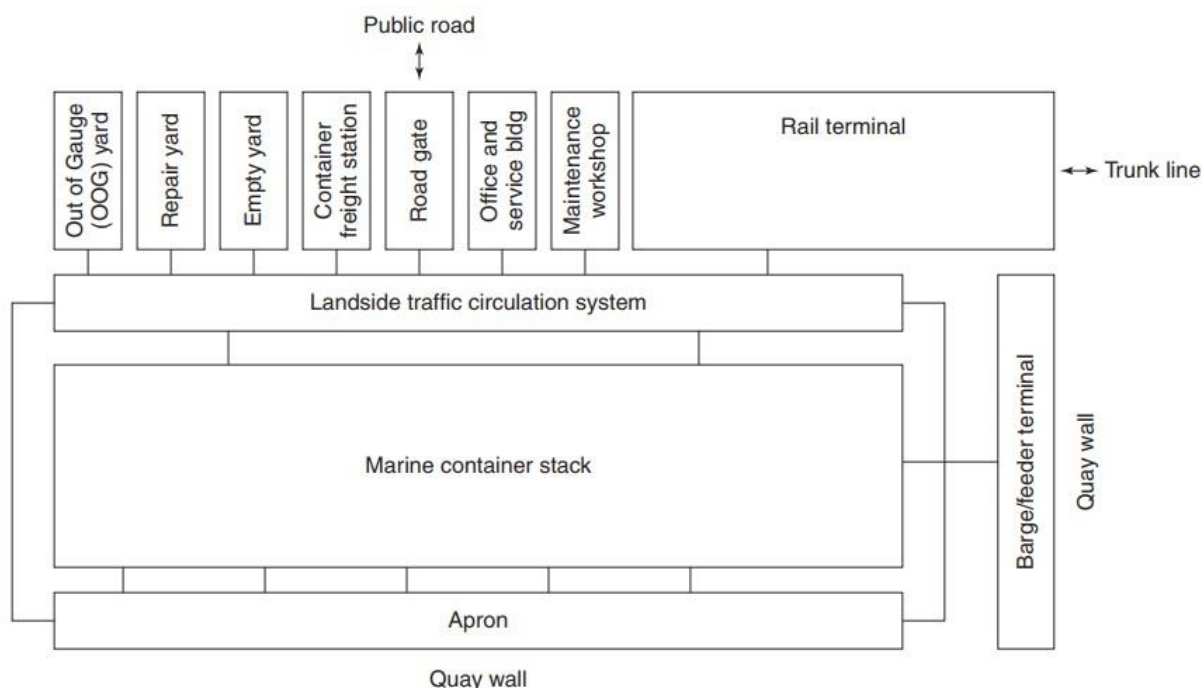 Public road
Out of Gauge
(OOG) yard
Repair yard
Empty yard
Container
freight station
Road gate
Office and
service bldg
Maintenance
workshop
Rail terminal
Trunk line
Landside traffic circulation system
Marine container stack
Barge/feeder terminal
Quay wall
Apron
Quay wall